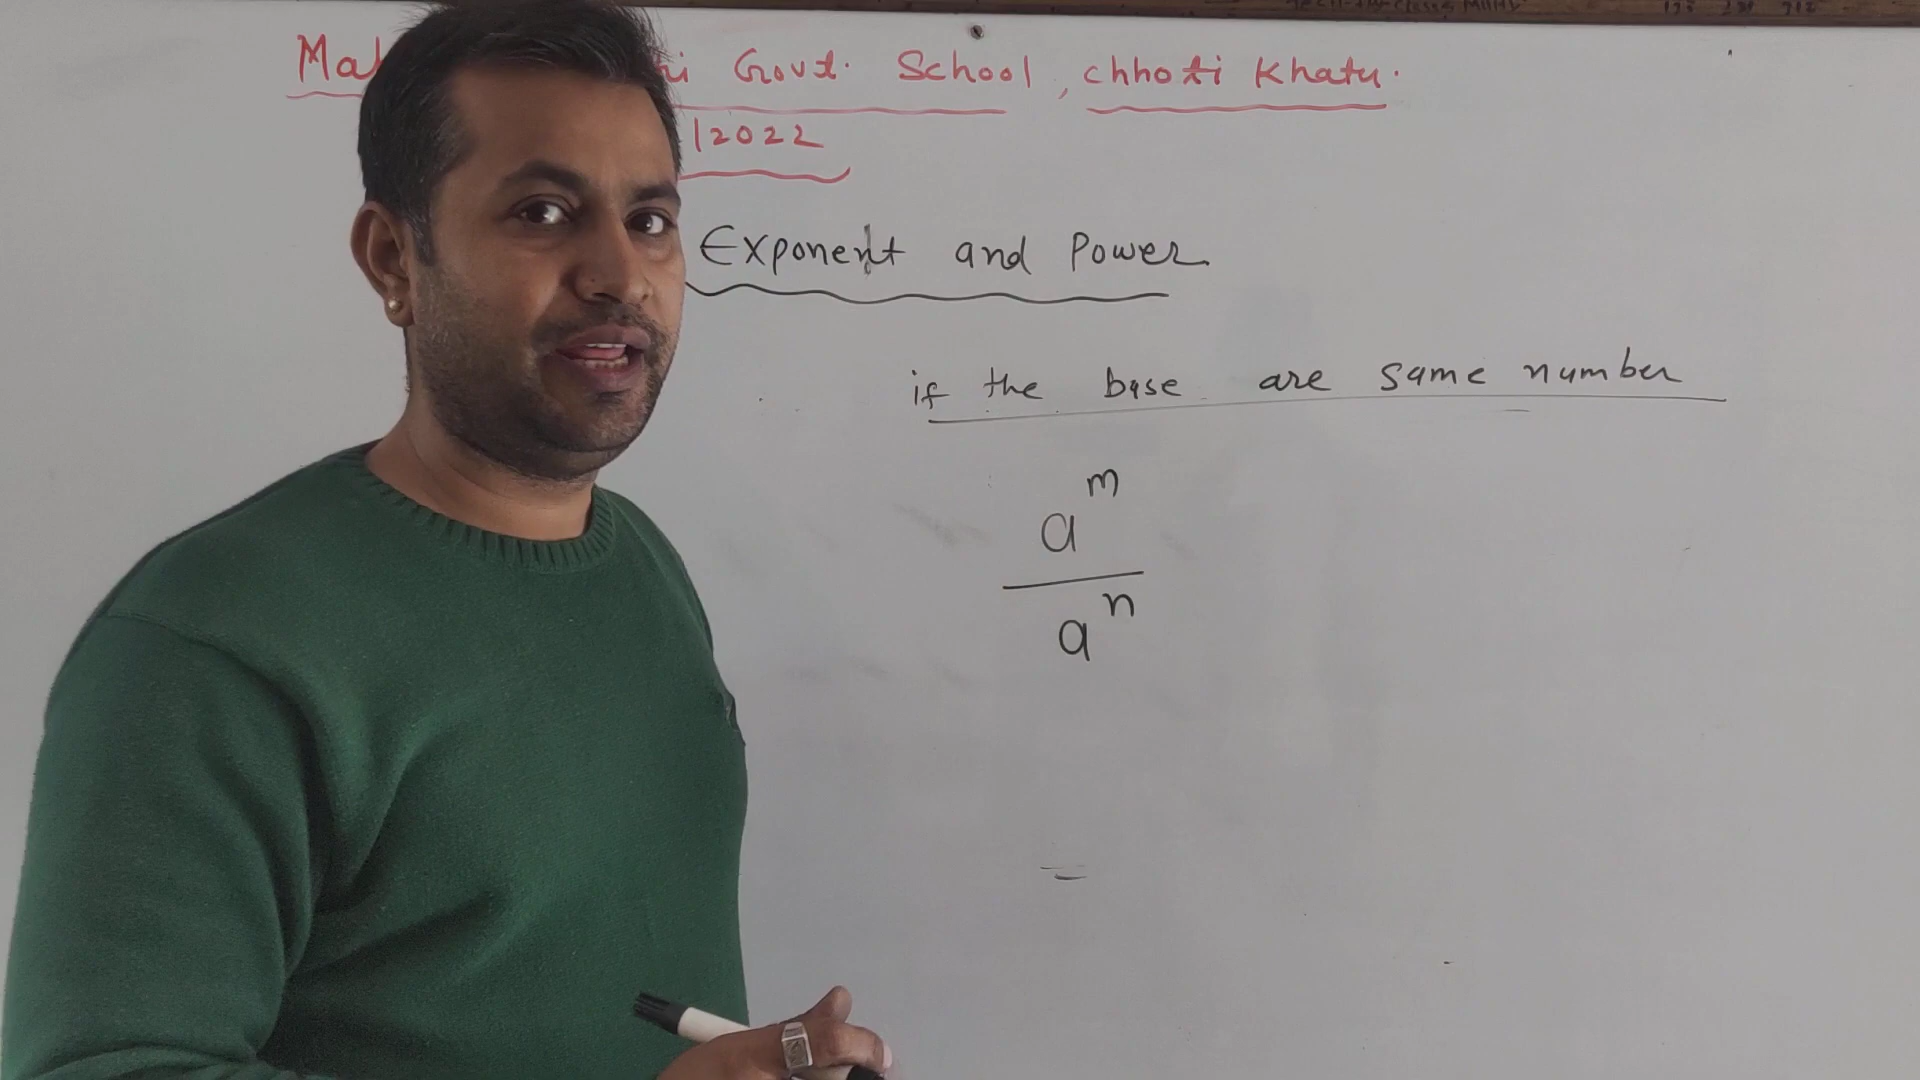 Govt. School, chhoti Khatu.
/2022
Exponent and Power
if the base are same number
a^m
a^n
=